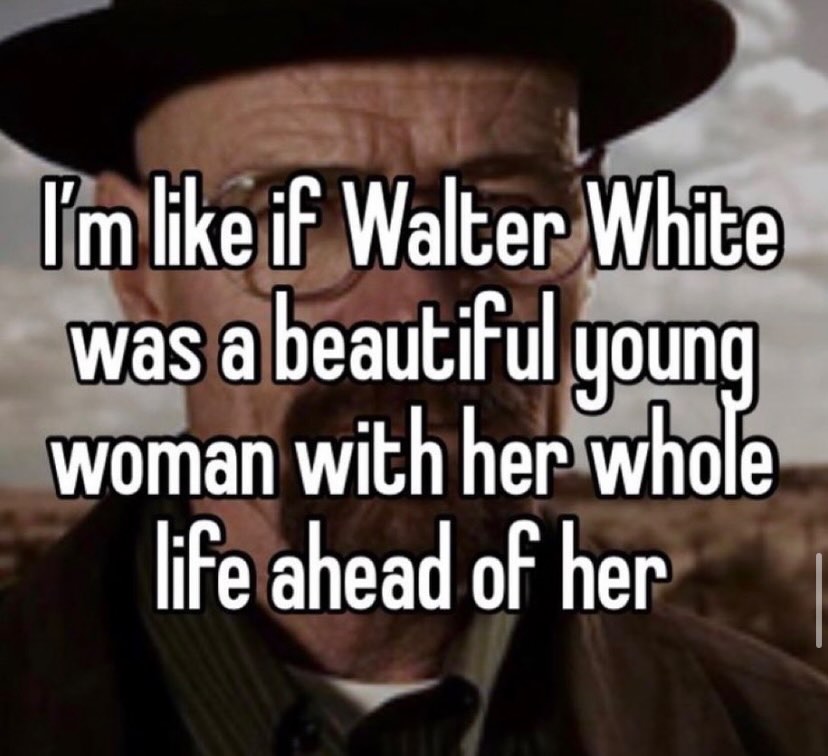 I'm like if Walter White
was a beautiful young
woman with her whole
life ahead of her